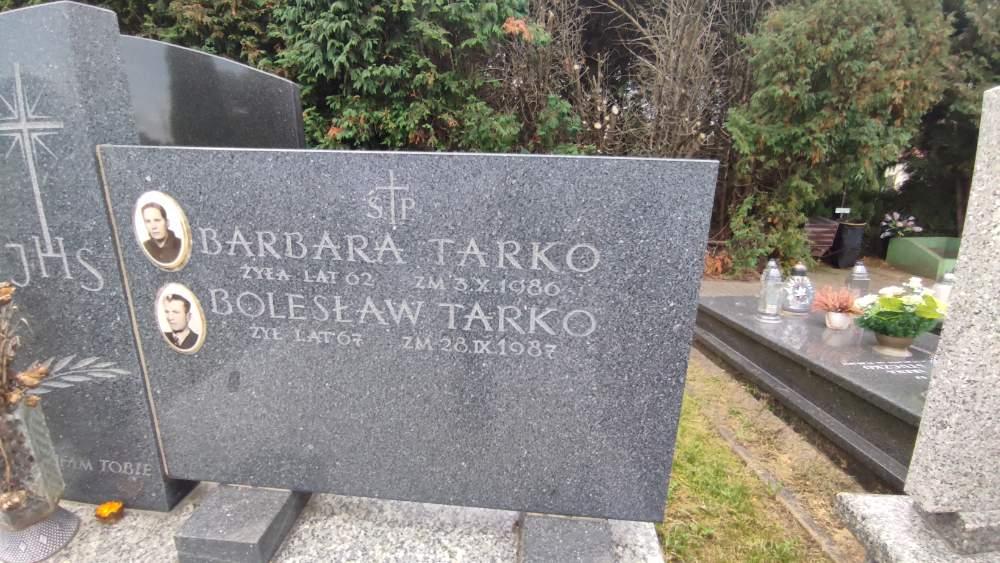 JHS
ŚP
BARBARA TARKO
ŻYŁA LAT 62 ZM 3.X.1986
BOLESŁAW TARKO
ŻYŁ LAT 67 ZM 28.IX.1987
TOBIE